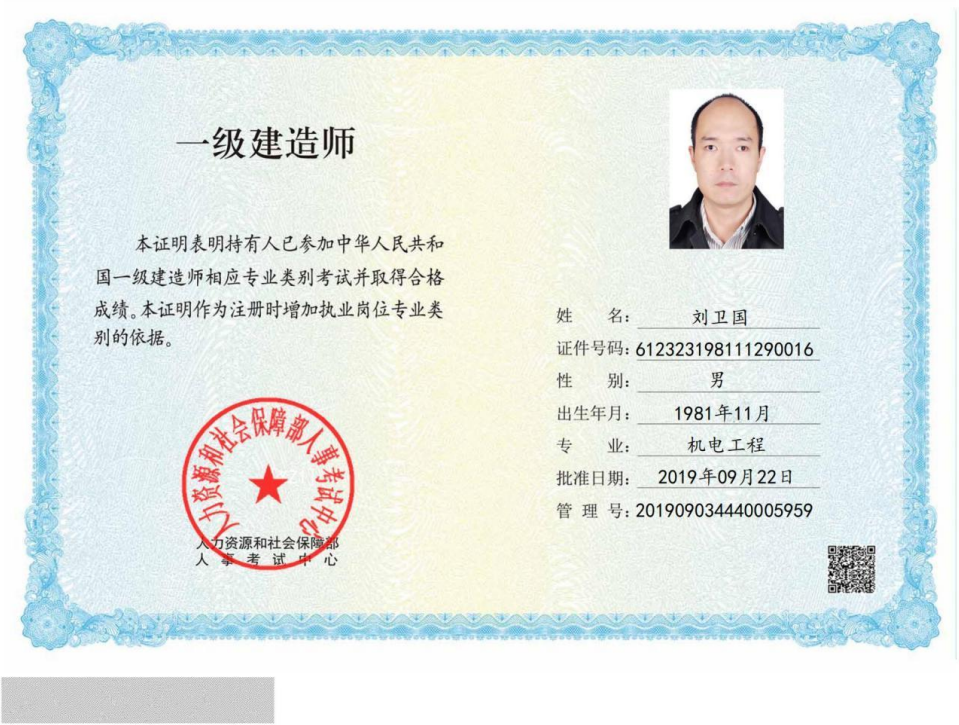 一级建造师
本证明表明持有人已参加中华人民共和
国一级建造师相应专业类别考试并取得合格
成绩。本证明作为注册时增加执业岗位专业类
别的依据。
人力资源和社会保障部人事考试中心
人力资源和社会保障部
人事考试中心
姓名：刘卫国
证件号码：612323198111290016
性别：男
出生年月：1981年11月
专业：机电工程
批准日期：2019年09月22日
管理号：201909034440005959